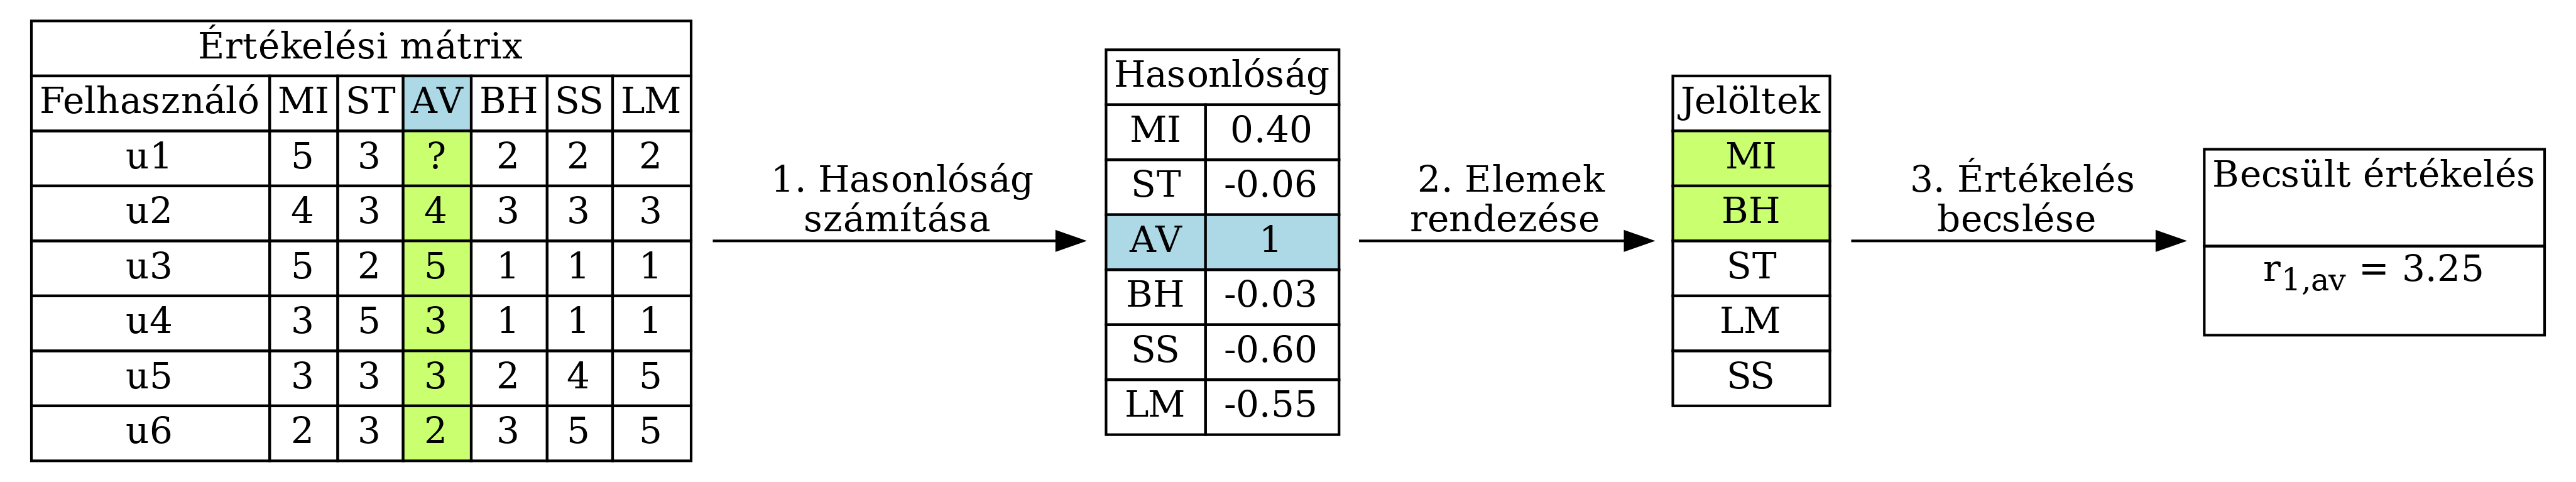 Értékelési mátrix
Felhasználó MI ST AV BH SS LM
u1 5 3 ? 2 2 2
u2 4 3 4 3 3 3
u3 5 2 5 1 1 1
u4 3 5 3 1 1 1
u5 3 3 3 2 4 5
u6 2 3 2 3 5 5
1. Hasonlóság
számítása
Hasonlóság
MI 0.40
ST -0.06
AV 1
BH -0.03
SS -0.60
LM -0.55
2. Elemek
rendezése
Jelöltek
MI
BH
ST
LM
SS
3. Értékelés
becslése
Becsült értékelés
r1,av = 3.25